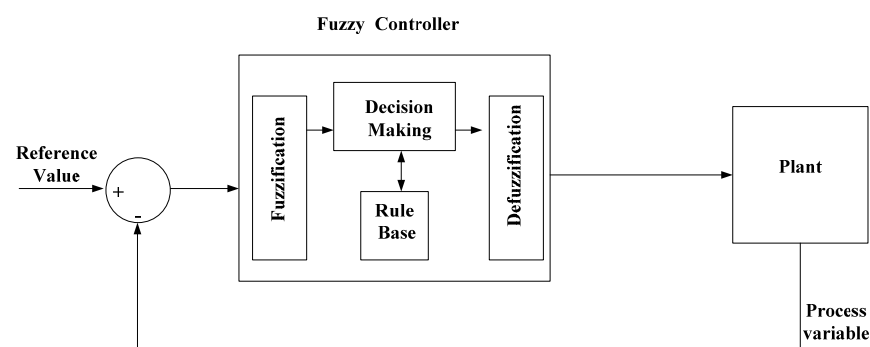 Fuzzy Controller
Reference
Value
+
-
Fuzzification
Decision
Making
Rule
Base
Defuzzification
Plant
Process
variable